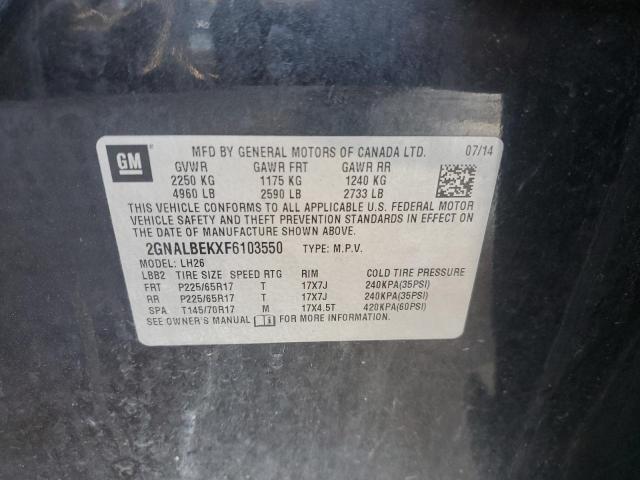 GM
MFD BY GENERAL MOTORS OF CANADA LTD. 07/14
GVWR GAWR FRT GAWR RR
2250 KG 1175 KG 1240 KG
4960 LB 2590 LB 2733 LB
THIS VEHICLE CONFORMS TO ALL APPLICABLE U.S. FEDERAL MOTOR
VEHICLE SAFETY AND THEFT PREVENTION STANDARDS IN EFFECT ON
THE DATE OF MANUFACTURE SHOWN ABOVE.
2GNALBEKXF6103550 TYPE: M.P.V.
MODEL: LH26
LBB2 TIRE SIZE SPEED RTG RIM COLD TIRE PRESSURE
FRT P225/65R17 T 17X7J 240KPA(35PSI)
RR P225/65R17 T 17X7J 240KPA(35PSI)
SPA T145/70R17 M 17X4.5T 420KPA(60PSI)
SEE OWNER'S MANUAL FOR MORE INFORMATION.